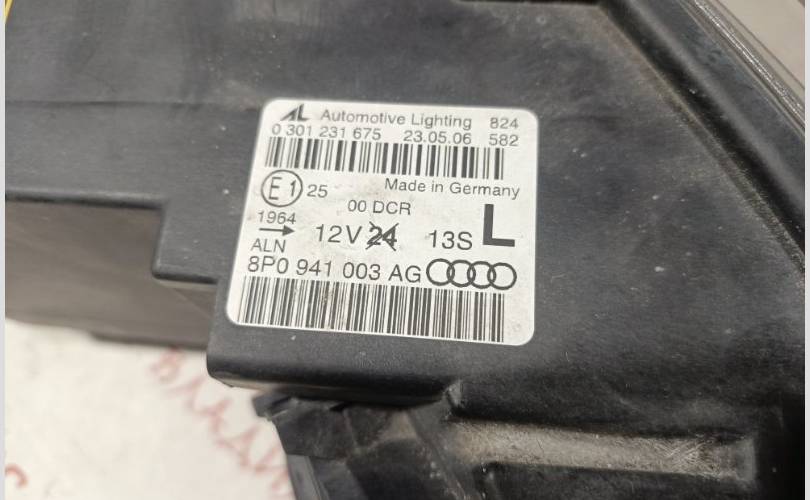 AL Automotive Lighting 824
0 301 231 675 23.05.06 582
Made in Germany
E1 25
00 DCR
1964
12V 24 13S L
ALN
8P0 941 003 AG